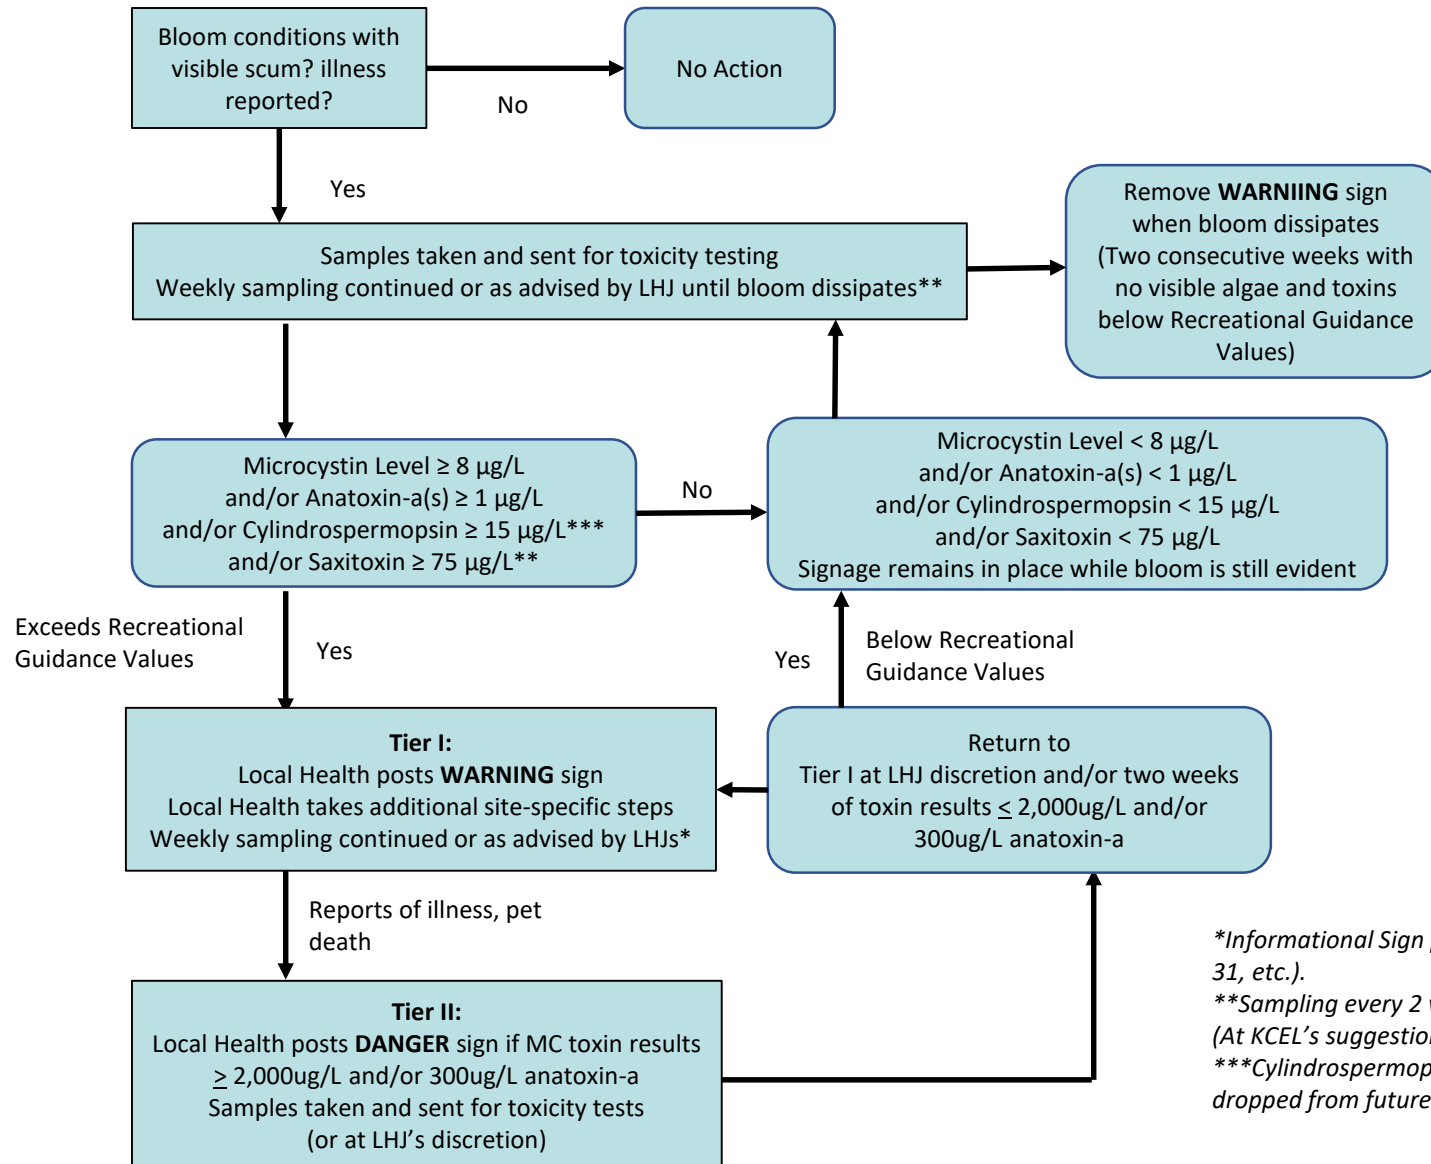 Bloom conditions with
visible scum? illness
reported?
No Action
No
Yes
Remove WARNIING sign
when bloom dissipates
(Two consecutive weeks with
no visible algae and toxins
below Recreational Guidance
Values)
Samples taken and sent for toxicity testing
Weekly sampling continued or as advised by LHJ until bloom dissipates**
Microcystin Level ≥ 8 µg/L
and/or Anatoxin-a(s) ≥ 1 µg/L
and/or Cylindrospermopsin ≥ 15 µg/L***
and/or Saxitoxin ≥ 75 µg/L**
No
Microcystin Level < 8 µg/L
and/or Anatoxin-a(s) < 1 µg/L
and/or Cylindrospermopsin < 15 µg/L
and/or Saxitoxin < 75 µg/L
Signage remains in place while bloom is still evident
Exceeds Recreational
Guidance Values
Yes
Yes
Below Recreational
Guidance Values
Tier I:
Local Health posts WARNING sign
Local Health takes additional site-specific steps
Weekly sampling continued or as advised by LHJs*
Return to
Tier I at LHJ discretion and/or two weeks
of toxin results ≤ 2,000ug/L and/or
300ug/L anatoxin-a
Reports of illness, pet
death
Tier II:
Local Health posts DANGER sign if MC toxin results
≥ 2,000ug/L and/or 300ug/L anatoxin-a
Samples taken and sent for toxicity tests
(or at LHJ's discretion)
*Informational Sign
31, etc.).
**Sampling every 2
(At KCEL's suggestion
***Cylindrospermop
dropped from future